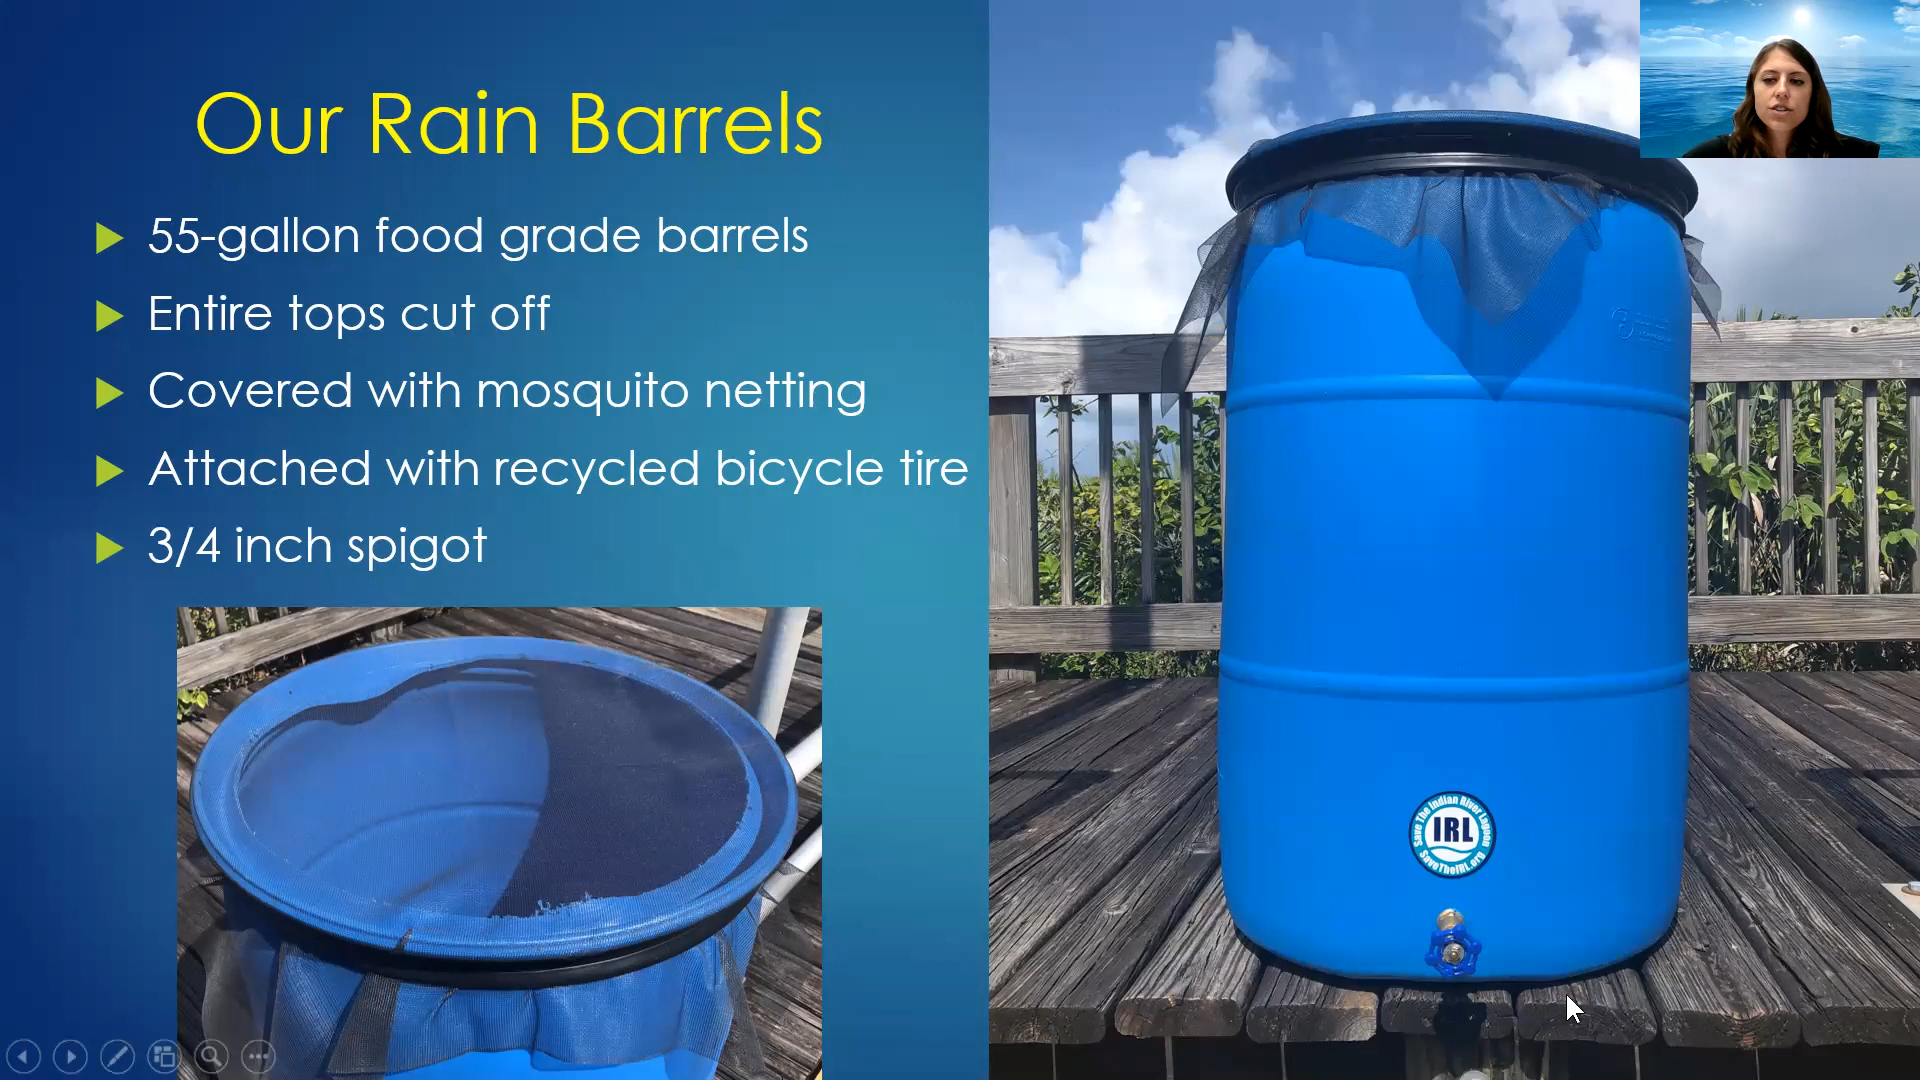 Our Rain Barrels
55-gallon food grade barrels
Entire tops cut off
Covered with mosquito netting
Attached with recycled bicycle tire
3/4 inch spigot
Save The Indian River Lagoon
IRL
SaveTheIRL.org